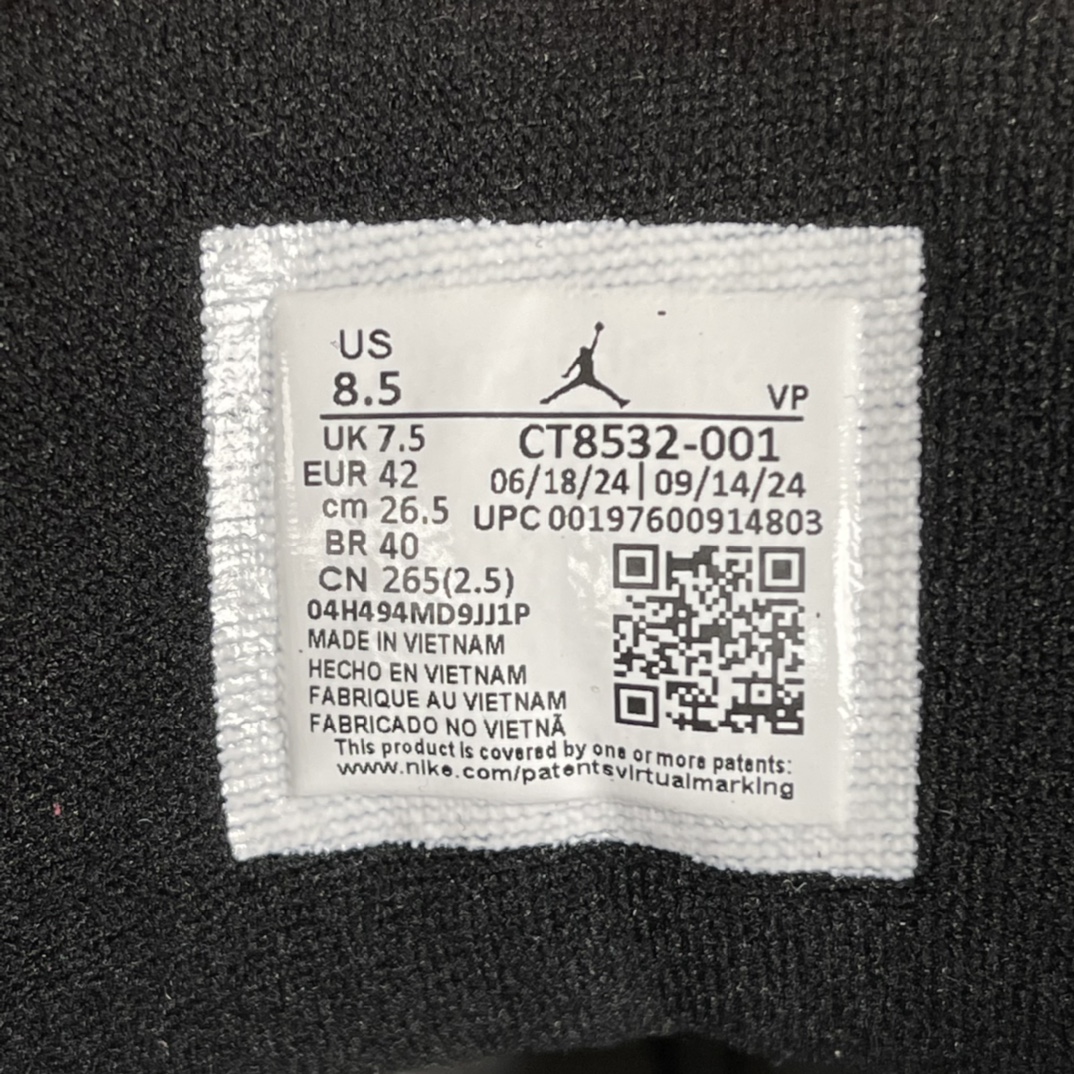 US
8.5
VP
UK 7.5
CT8532-001
EUR 42
06/18/24 | 09/14/24
cm 26.5
UPC 00197600914803
BR 40
CN 265(2.5)
04H494MD9JJ1P
MADE IN VIETNAM
HECHO EN VIETNAM
FABRIQUE AU VIETNAM
FABRICADO NO VIETNÃ
This product is covered by one or more patents:
www.nike.com/patentsvirtualmarking